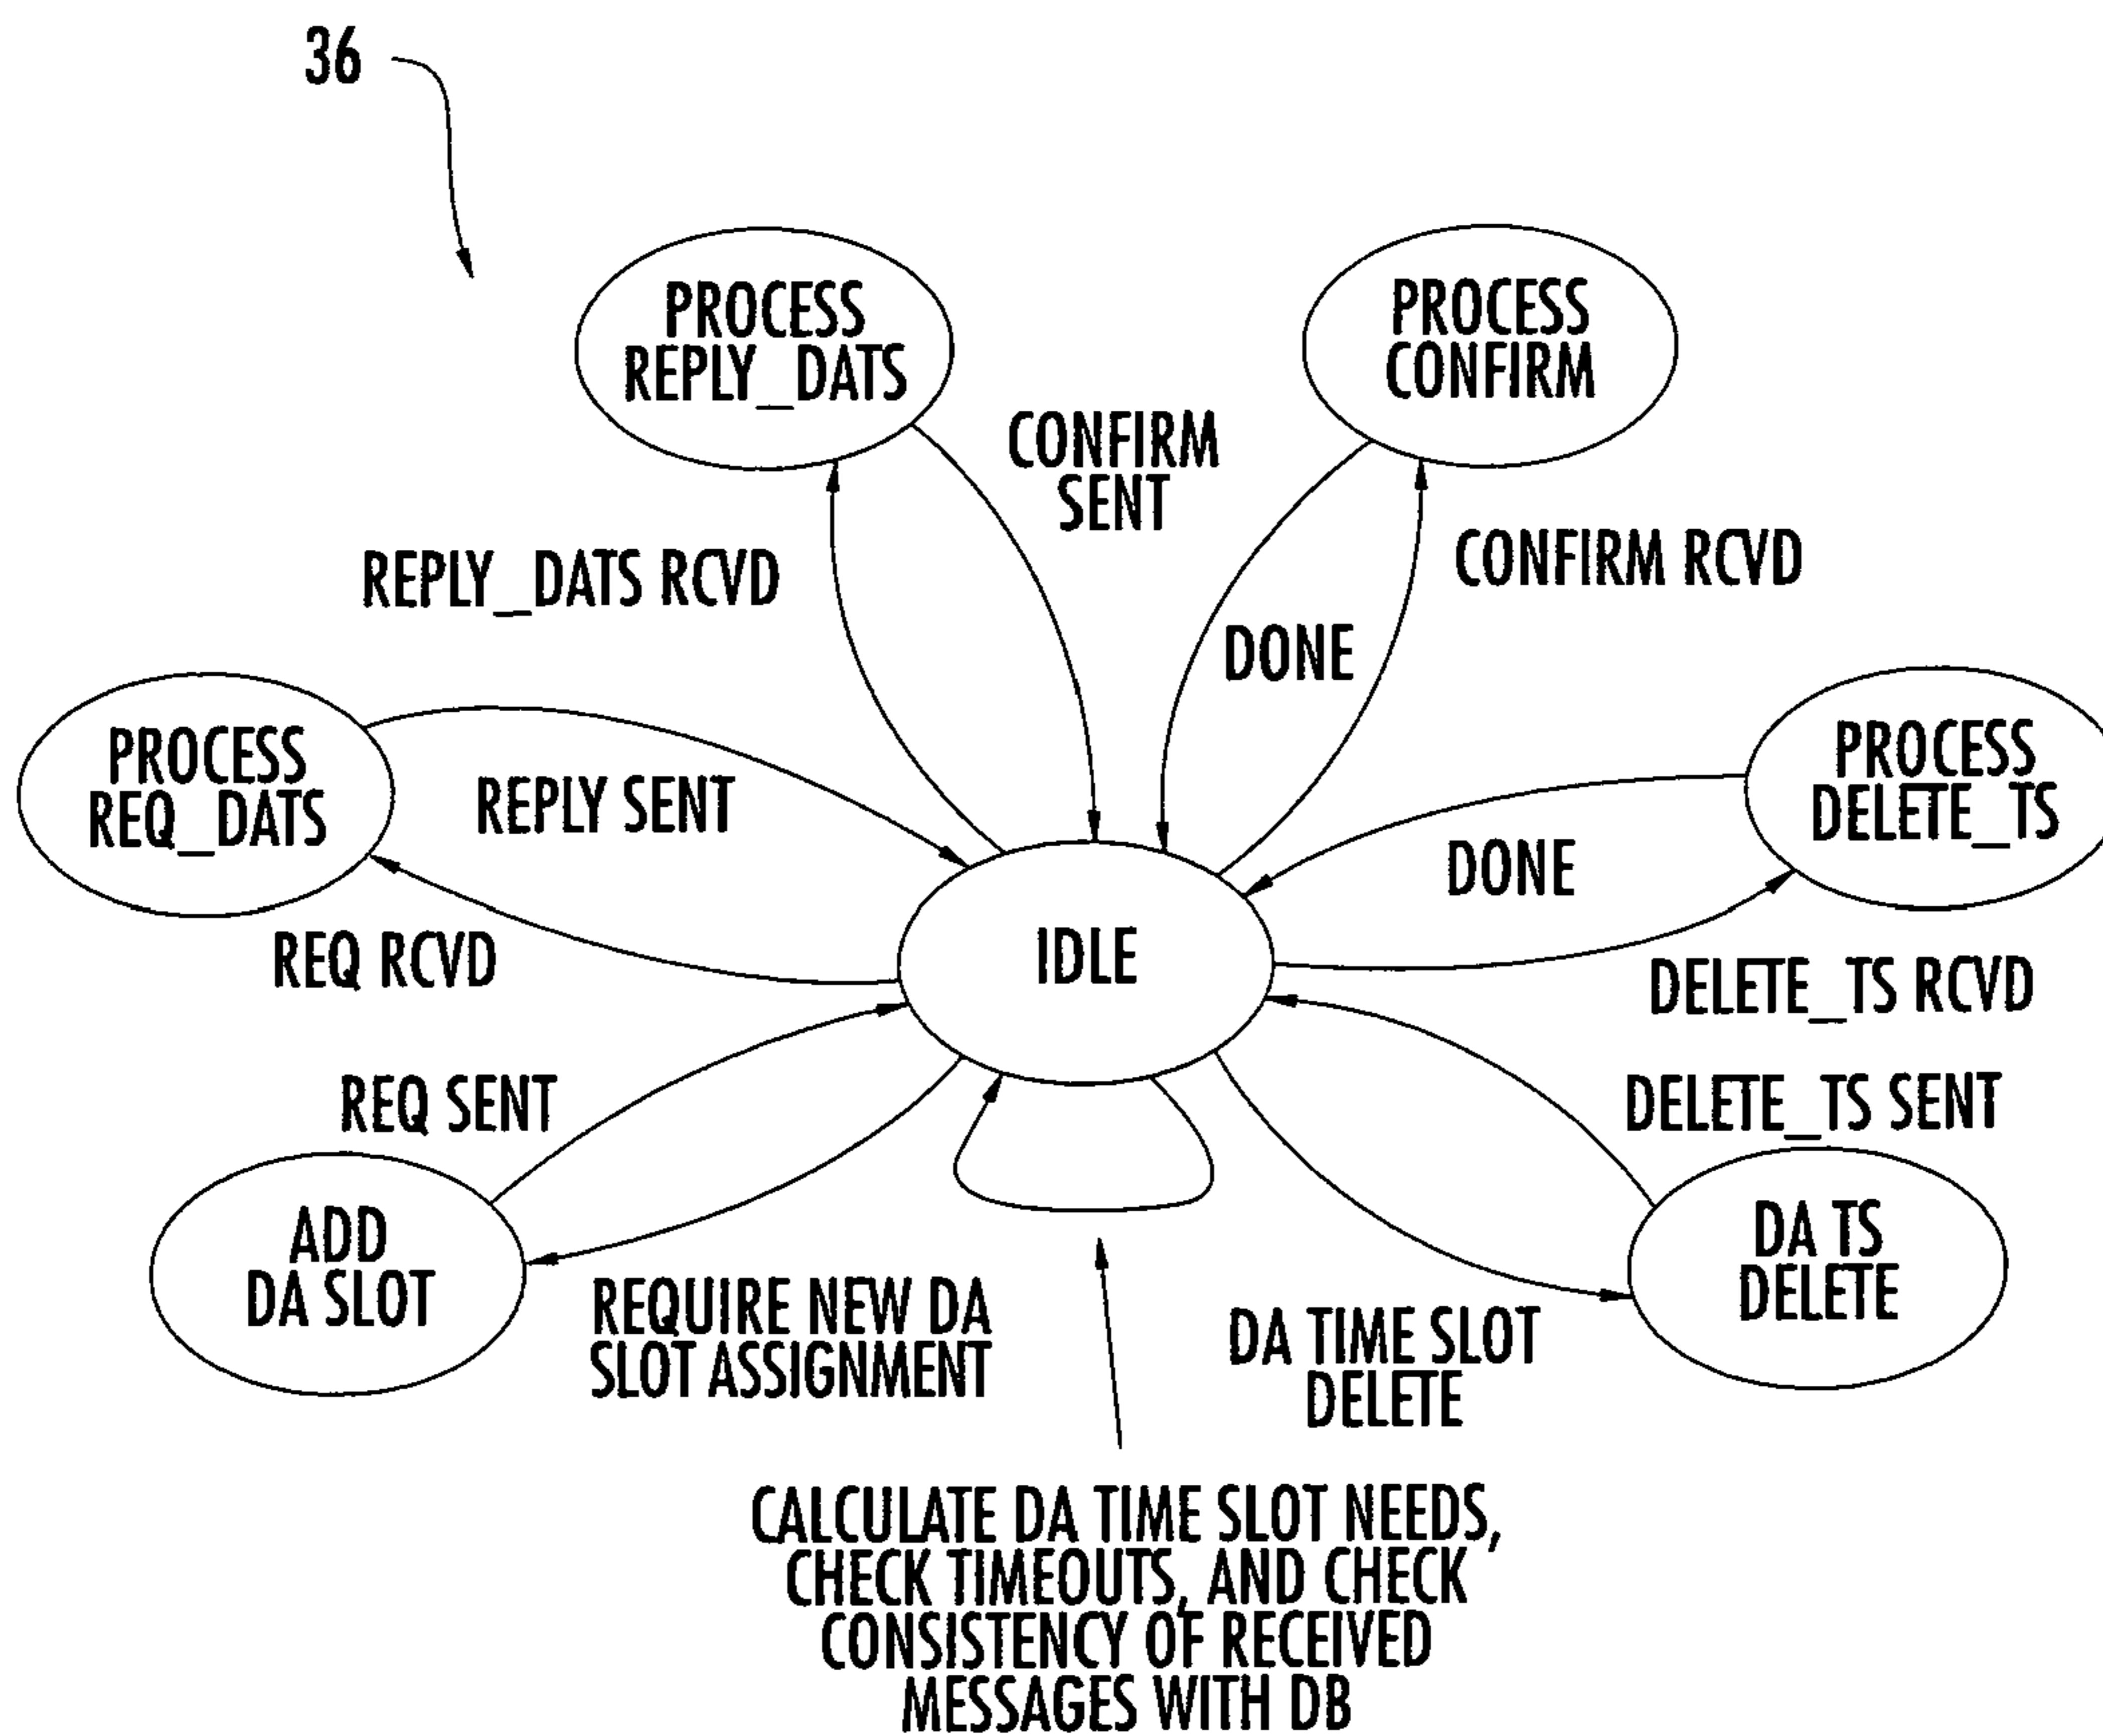 36
PROCESS
REPLY_DATS
PROCESS
CONFIRM
CONFIRM
SENT
REPLY_DATS RCVD
CONFIRM RCVD
DONE
PROCESS
REQ_DATS
REPLY SENT
PROCESS
DELETE_TS
DONE
REQ RCVD
IDLE
DELETE_TS RCVD
REQ SENT
DELETE_TS SENT
ADD
DA SLOT
DA TS
DELETE
REQUIRE NEW DA
SLOT ASSIGNMENT
DA TIME SLOT
DELETE
CALCULATE DA TIME SLOT NEEDS,
CHECK TIMEOUTS, AND CHECK
CONSISTENCY OF RECEIVED
MESSAGES WITH DB